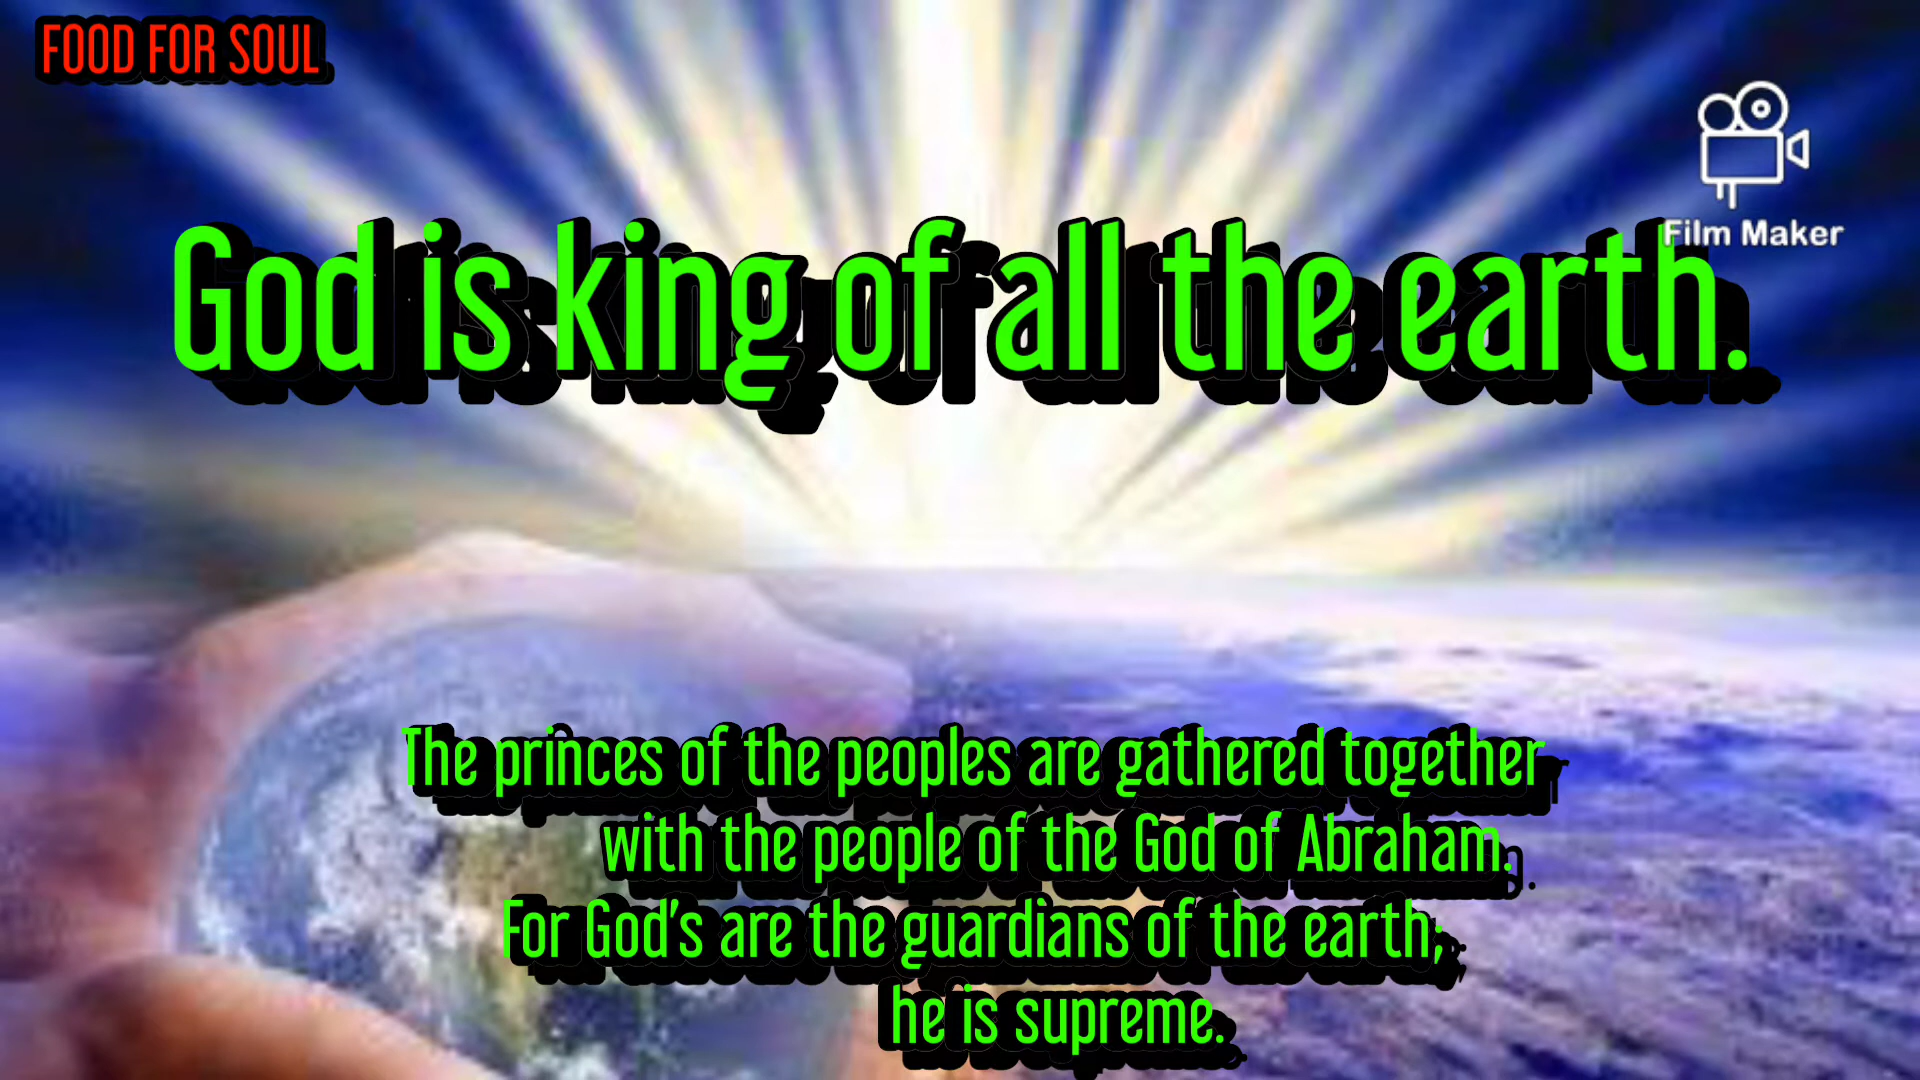 FOOD FOR SOUL
Film Maker
God is king of all the earth.
The princes of the peoples are gathered together
with the people of the God of Abraham.
For God's are the guardians of the earth;
he is supreme.